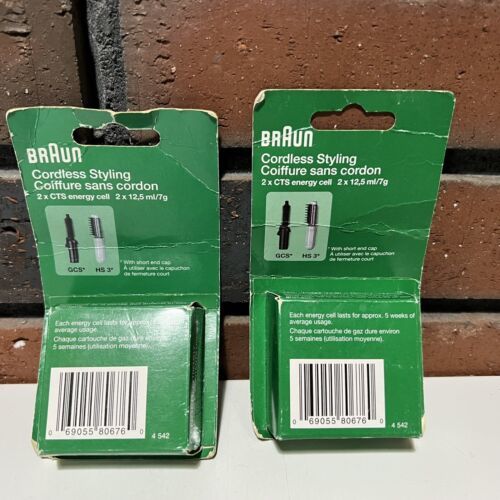 BRAUN
Cordless Styling
Coiffure sans cordon
2 x CTS energy cell 2 x 12,5 ml/7g
GCS* HS 3*
* With short end cap
À utiliser avec le capuchon
de fermeture court
Each energy cell lasts for approx. 5 weeks of
average usage.
Chaque cartouche de gaz dure environ
5 semaines (utilisation moyenne).
0 69055 80676 0
4 542
BRAUN
Cordless Styling
Coiffure sans cordon
2 x CTS energy cell 2 x 12,5 ml/7g
GCS* HS 3*
* With short end cap
À utiliser avec le capuchon
de fermeture court
Each energy cell lasts for approx. 5 weeks of
average usage.
Chaque cartouche de gaz dure environ
5 semaines (utilisation moyenne).
0 69055 80676 0
4 542